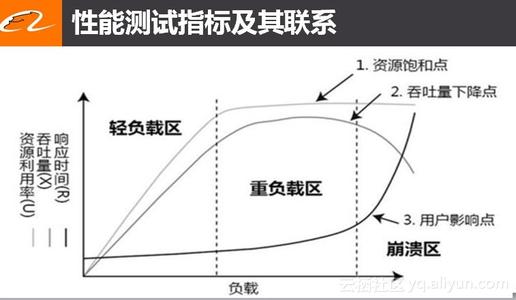 性能测试指标及其联系
1. 资源饱和点
2. 吞吐量下降点
轻负载区
重负载区
3. 用户影响点
崩溃区
响应时间(R)
吞吐量(X)
资源利用率(U)
负载
云栖社区 yq.aliyun.com